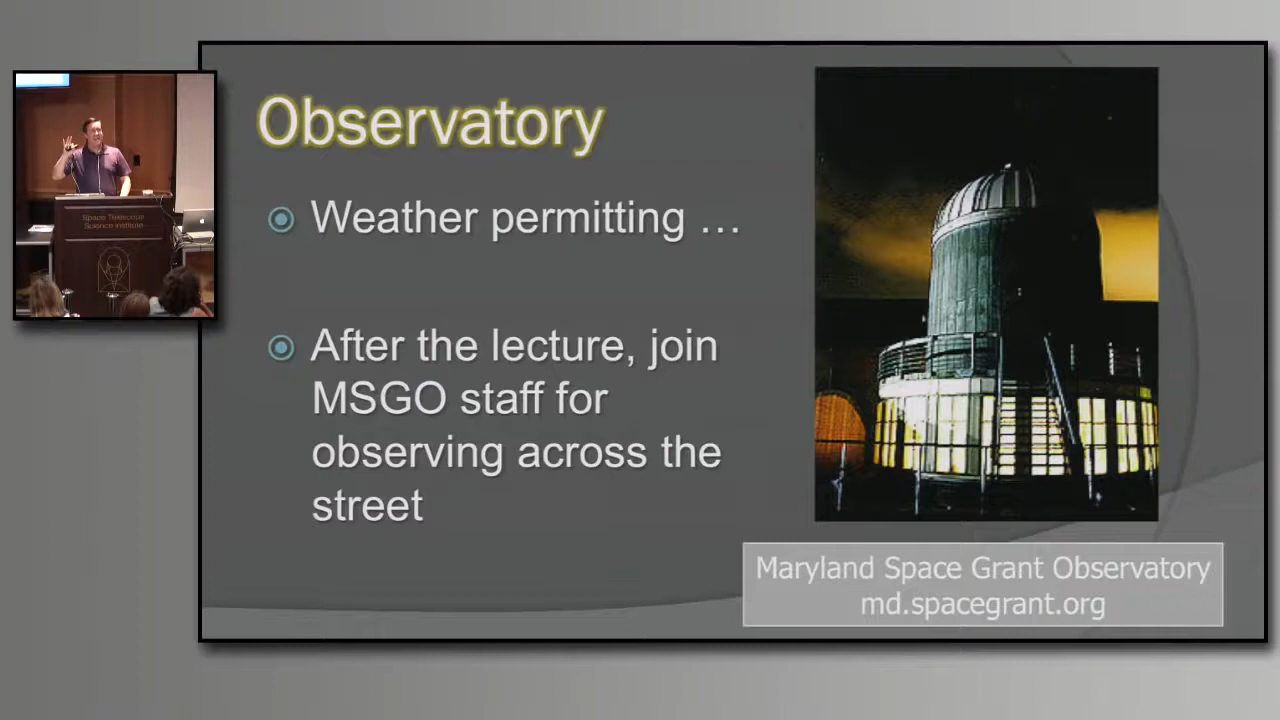 Observatory
Weather permitting …
After the lecture, join
MSGO staff for
observing across the
street
Maryland Space Grant Observatory
md.spacegrant.org
Space Telescope
Science Institute